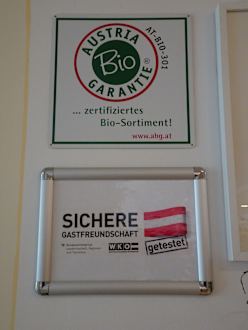 AUSTRIA
Bio
GARANTIE
®
AT-BIO-301
... zertifiziertes
Bio-Sortiment!
www.abg.at
SICHERE
GASTFREUNDSCHAFT
WKO
getestet